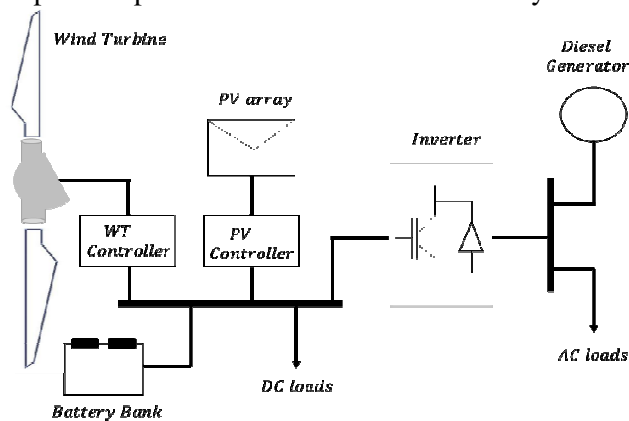 Wind Turbine
Diesel
Generator
PV array
Inverter
WT
Controller
PV
Controller
AC loads
DC loads
Battery Bank